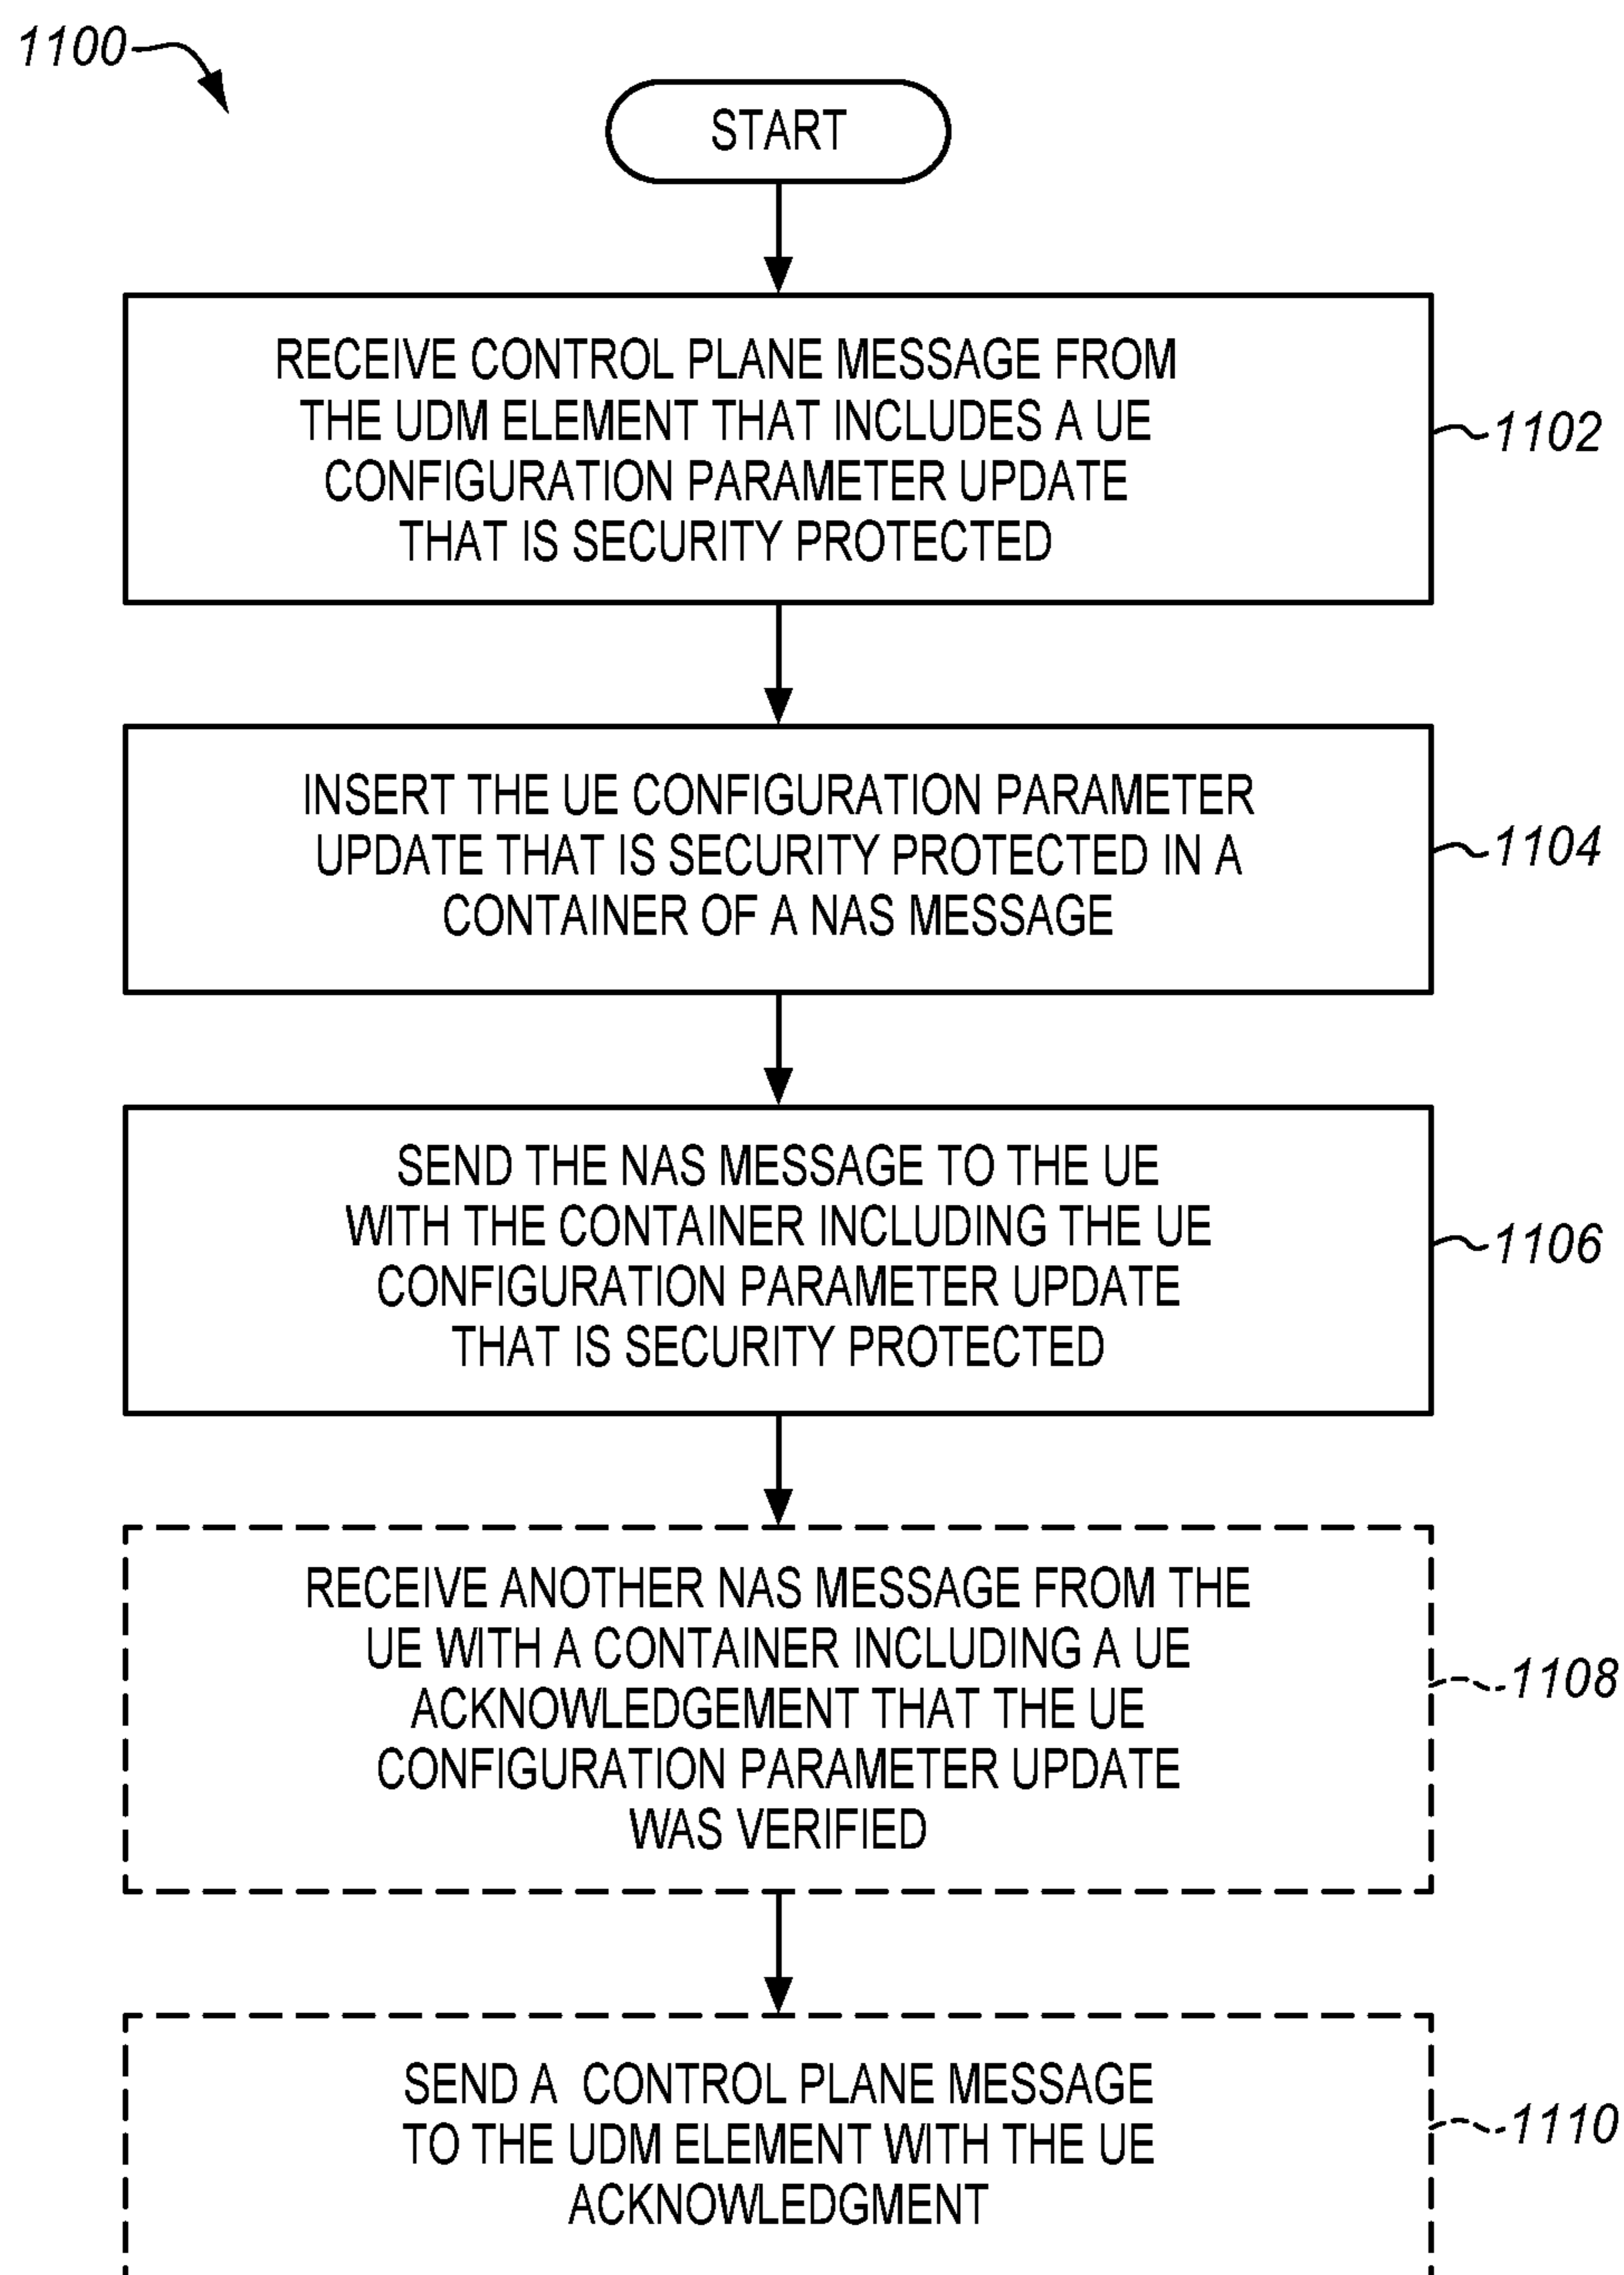 1100
START
RECEIVE CONTROL PLANE MESSAGE FROM
THE UDM ELEMENT THAT INCLUDES A UE
CONFIGURATION PARAMETER UPDATE
THAT IS SECURITY PROTECTED
1102
INSERT THE UE CONFIGURATION PARAMETER
UPDATE THAT IS SECURITY PROTECTED IN A
CONTAINER OF A NAS MESSAGE
1104
SEND THE NAS MESSAGE TO THE UE
WITH THE CONTAINER INCLUDING THE UE
CONFIGURATION PARAMETER UPDATE
THAT IS SECURITY PROTECTED
1106
RECEIVE ANOTHER NAS MESSAGE FROM THE
UE WITH A CONTAINER INCLUDING A UE
ACKNOWLEDGEMENT THAT THE UE
CONFIGURATION PARAMETER UPDATE
WAS VERIFIED
1108
SEND A CONTROL PLANE MESSAGE
TO THE UDM ELEMENT WITH THE UE
ACKNOWLEDGMENT
1110